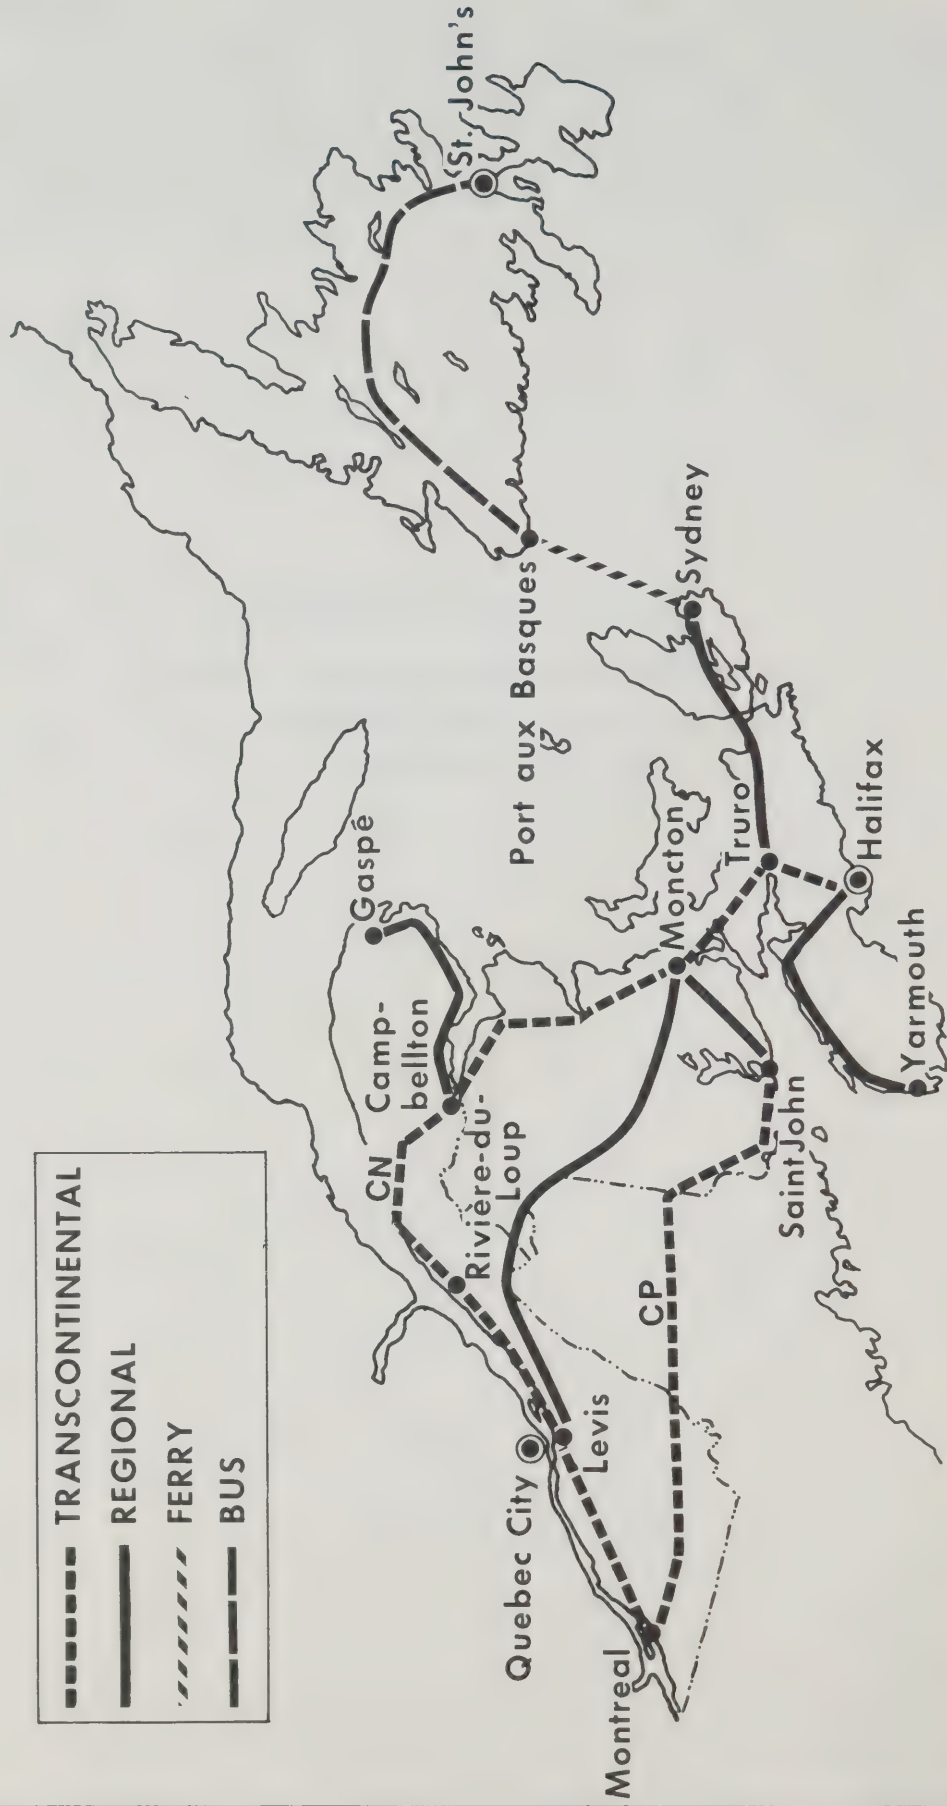 TRANSCONTINENTAL
REGIONAL
FERRY
BUS
St. John's
Port aux Basques
Sydney
Gaspé
Camp-
bellton
CN
Rivière-du-
Loup
Moncton
Truro
Halifax
Yarmouth
Saint John
CP
Quebec City
Levis
Montreal